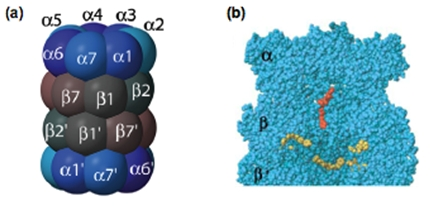 (a)
α5 α4 α3 α2
α6 α7 α1
β7 β1 β2
β2' β1' β7'
α1' α7' α6'
(b)
α
β
β'